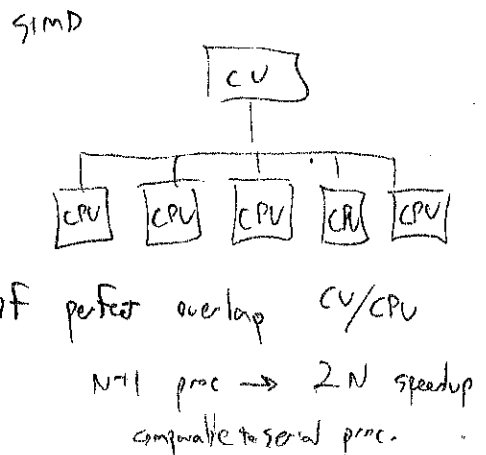 SIMD
CU
CPU CPU CPU CPU CPU
If perfect overlap CU/CPU
N+1 proc → 2N speedup
comparable to serial proc.